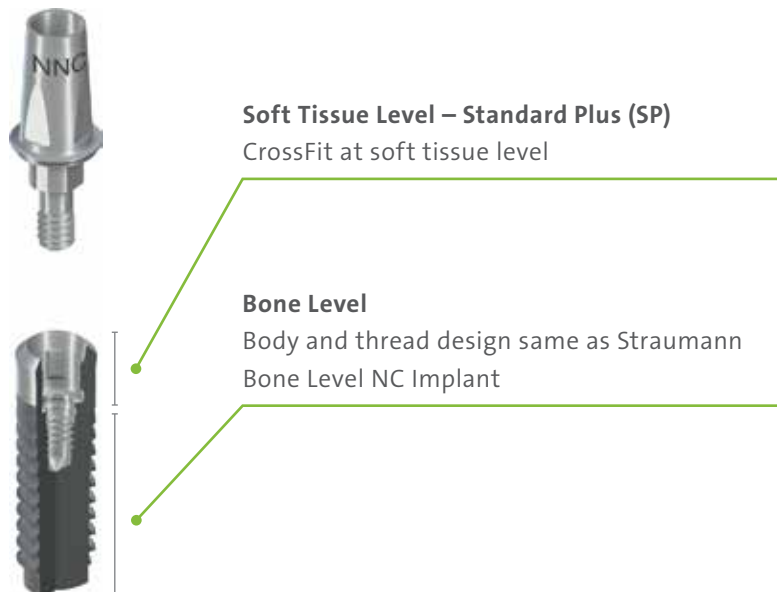 NNC
Soft Tissue Level – Standard Plus (SP)
CrossFit at soft tissue level
Bone Level
Body and thread design same as Straumann
Bone Level NC Implant